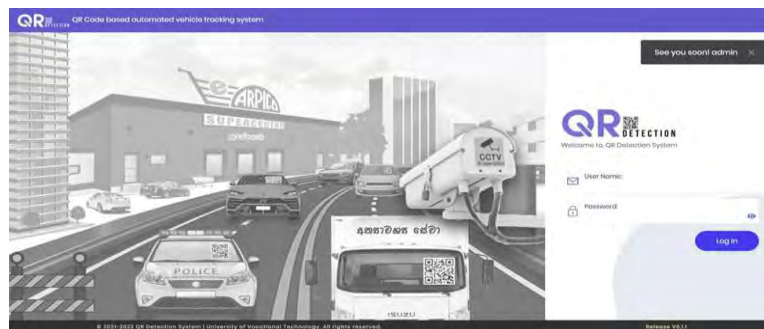 QR DETECTION QR Code based automated vehicle tracking system
See you soon! admin ×
ARPICO
SUPERCENTRE
CCTV
QR DETECTION
Welcome to, QR Detection System
User Name:
Password
Log in
අත්‍යාවශ්‍ය සේවා
POLICE
ISUZU
© 2021-2022 QR Detection System | University of Vocational Technology. All rights reserved.
Release V0.1.1